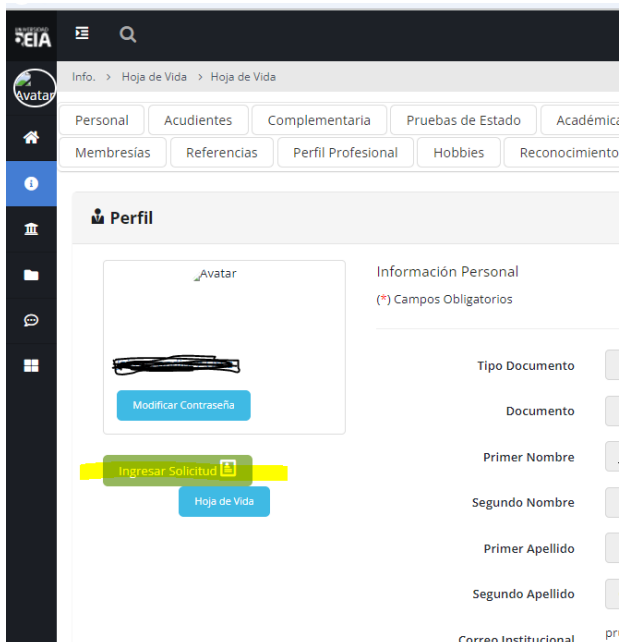 UNIVERSIDAD
EIA
Avatar
Info. > Hoja de Vida > Hoja de Vida
Personal Acudientes Complementaria Pruebas de Estado Académica
Membresías Referencias Perfil Profesional Hobbies Reconocimiento
Perfil
Avatar
Modificar Contraseña
Ingresar Solicitud
Hoja de Vida
Información Personal
(*) Campos Obligatorios
Tipo Documento
Documento
Primer Nombre
Segundo Nombre
Primer Apellido
Segundo Apellido
Correo Institucional